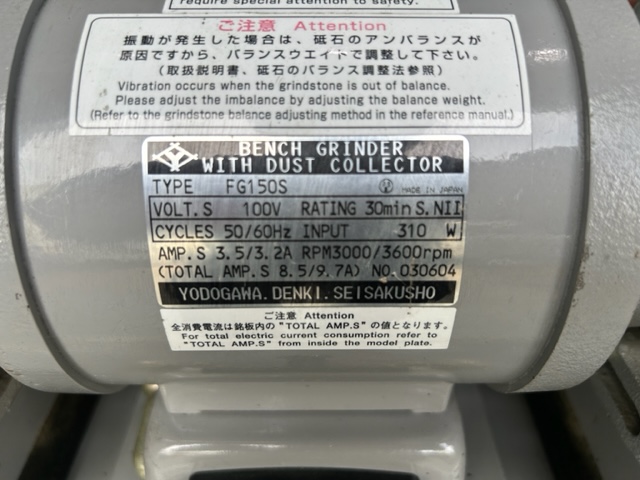 require special attention to safety.
ご注意 Attention
振動が発生した場合は、砥石のアンバランスが
原因ですから、バランスウエイトで調整して下さい。
(取扱説明書、砥石のバランス調整法参照)
Vibration occurs when the grindstone is out of balance.
Please adjust the imbalance by adjusting the balance weight.
(Refer to the grindstone balance adjusting method in the reference manual.)
BENCH GRINDER
WITH DUST COLLECTOR
TYPE FG150S MADE IN JAPAN
VOLT.S 100V RATING 30min S.NII
CYCLES 50/60Hz INPUT 310 W
AMP.S 3.5/3.2A RPM3000/3600rpm
(TOTAL AMP.S 8.5/9.7A) NO.030604
YODOGAWA.DENKI.SEISAKUSHO
ご注意 Attention
全消費電流は銘板内の"TOTAL AMP.S"の値となります。
For total electric current consumption refer to
"TOTAL AMP.S" from inside the model plate.